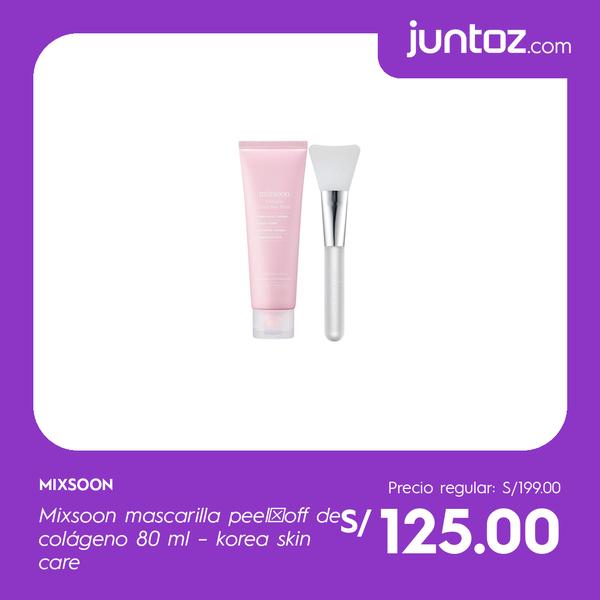 juntoz.com
mixsoon
MIXSOON
Precio regular: S/199.00
Mixsoon mascarilla peel☒off de
colágeno 80 ml - korea skin
care
S/ 125.00